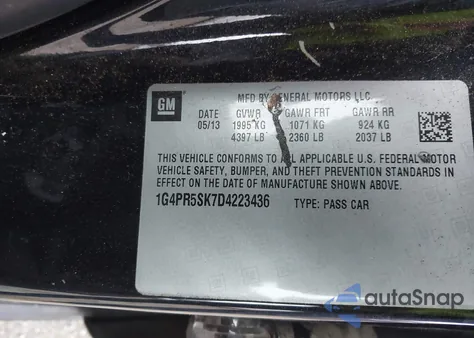 GM
MFD BY GENERAL MOTORS LLC
DATE GVWR GAWR FRT GAWR RR
05/13 1995 KG 1071 KG 924 KG
4397 LB 2360 LB 2037 LB
THIS VEHICLE CONFORMS TO ALL APPLICABLE U.S. FEDERAL MOTOR
VEHICLE SAFETY, BUMPER, AND THEFT PREVENTION STANDARDS IN
EFFECT ON THE DATE OF MANUFACTURE SHOWN ABOVE.
1G4PR5SK7D4223436 TYPE: PASS CAR
autoSnap